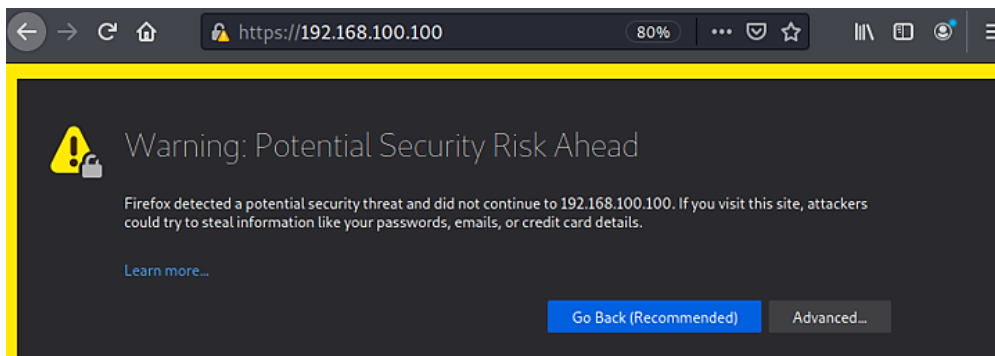 https://192.168.100.100
80%
Warning: Potential Security Risk Ahead
Firefox detected a potential security threat and did not continue to 192.168.100.100. If you visit this site, attackers
could try to steal information like your passwords, emails, or credit card details.
Learn more...
Go Back (Recommended)
Advanced...